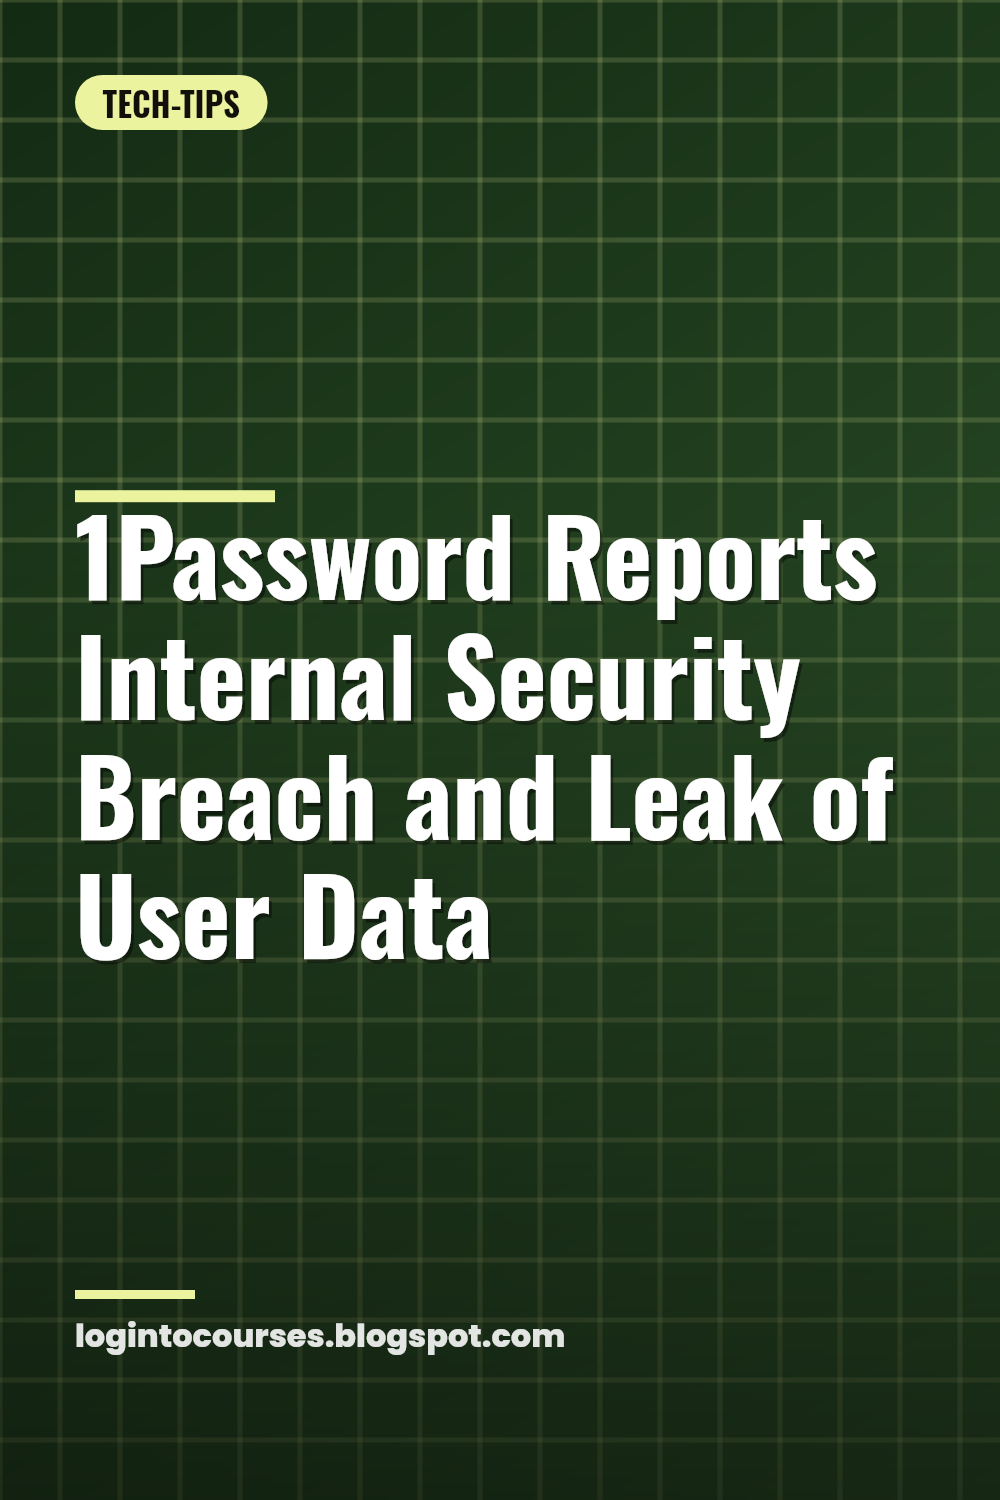 TECH-TIPS
1Password Reports
Internal Security
Breach and Leak of
User Data
logintocourses.blogspot.com